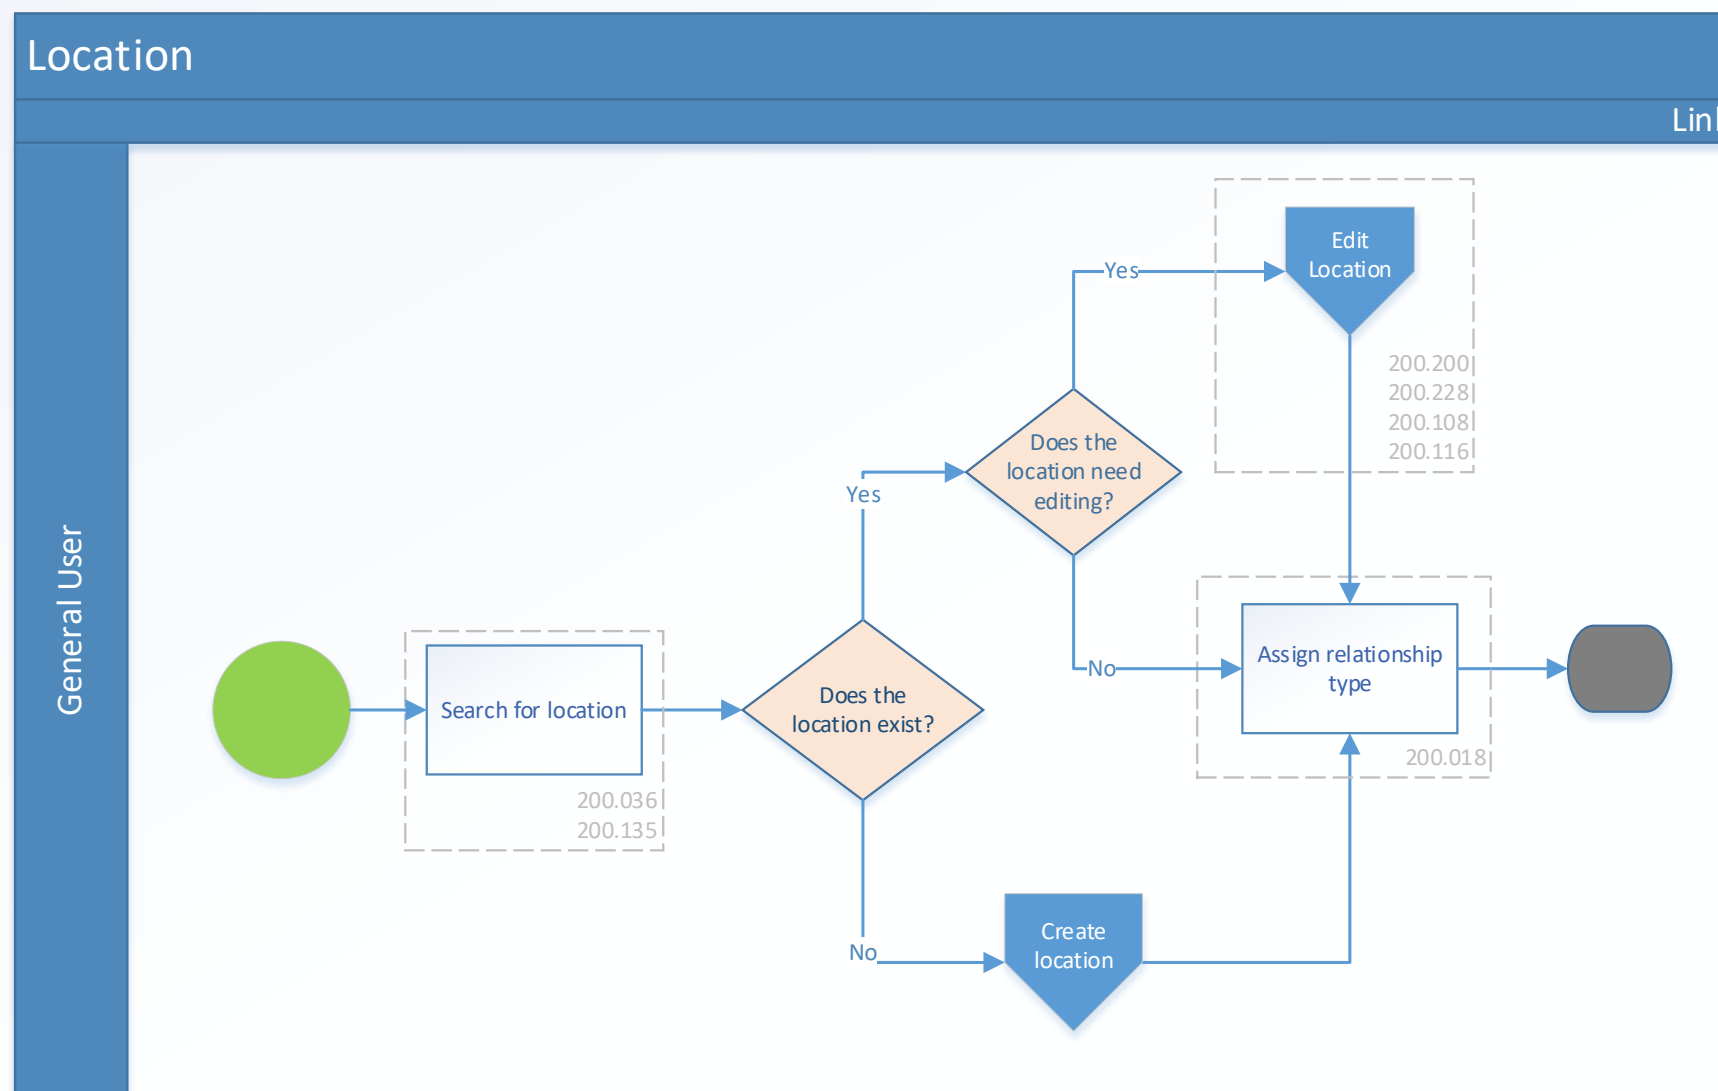 Location
General User
Search for location
200.036
200.135
Does the
location exist?
Yes
No
Does the
location need
editing?
Yes
No
Edit
Location
200.200
200.228
200.108
200.116
Create
location
Assign relationship
type
200.018